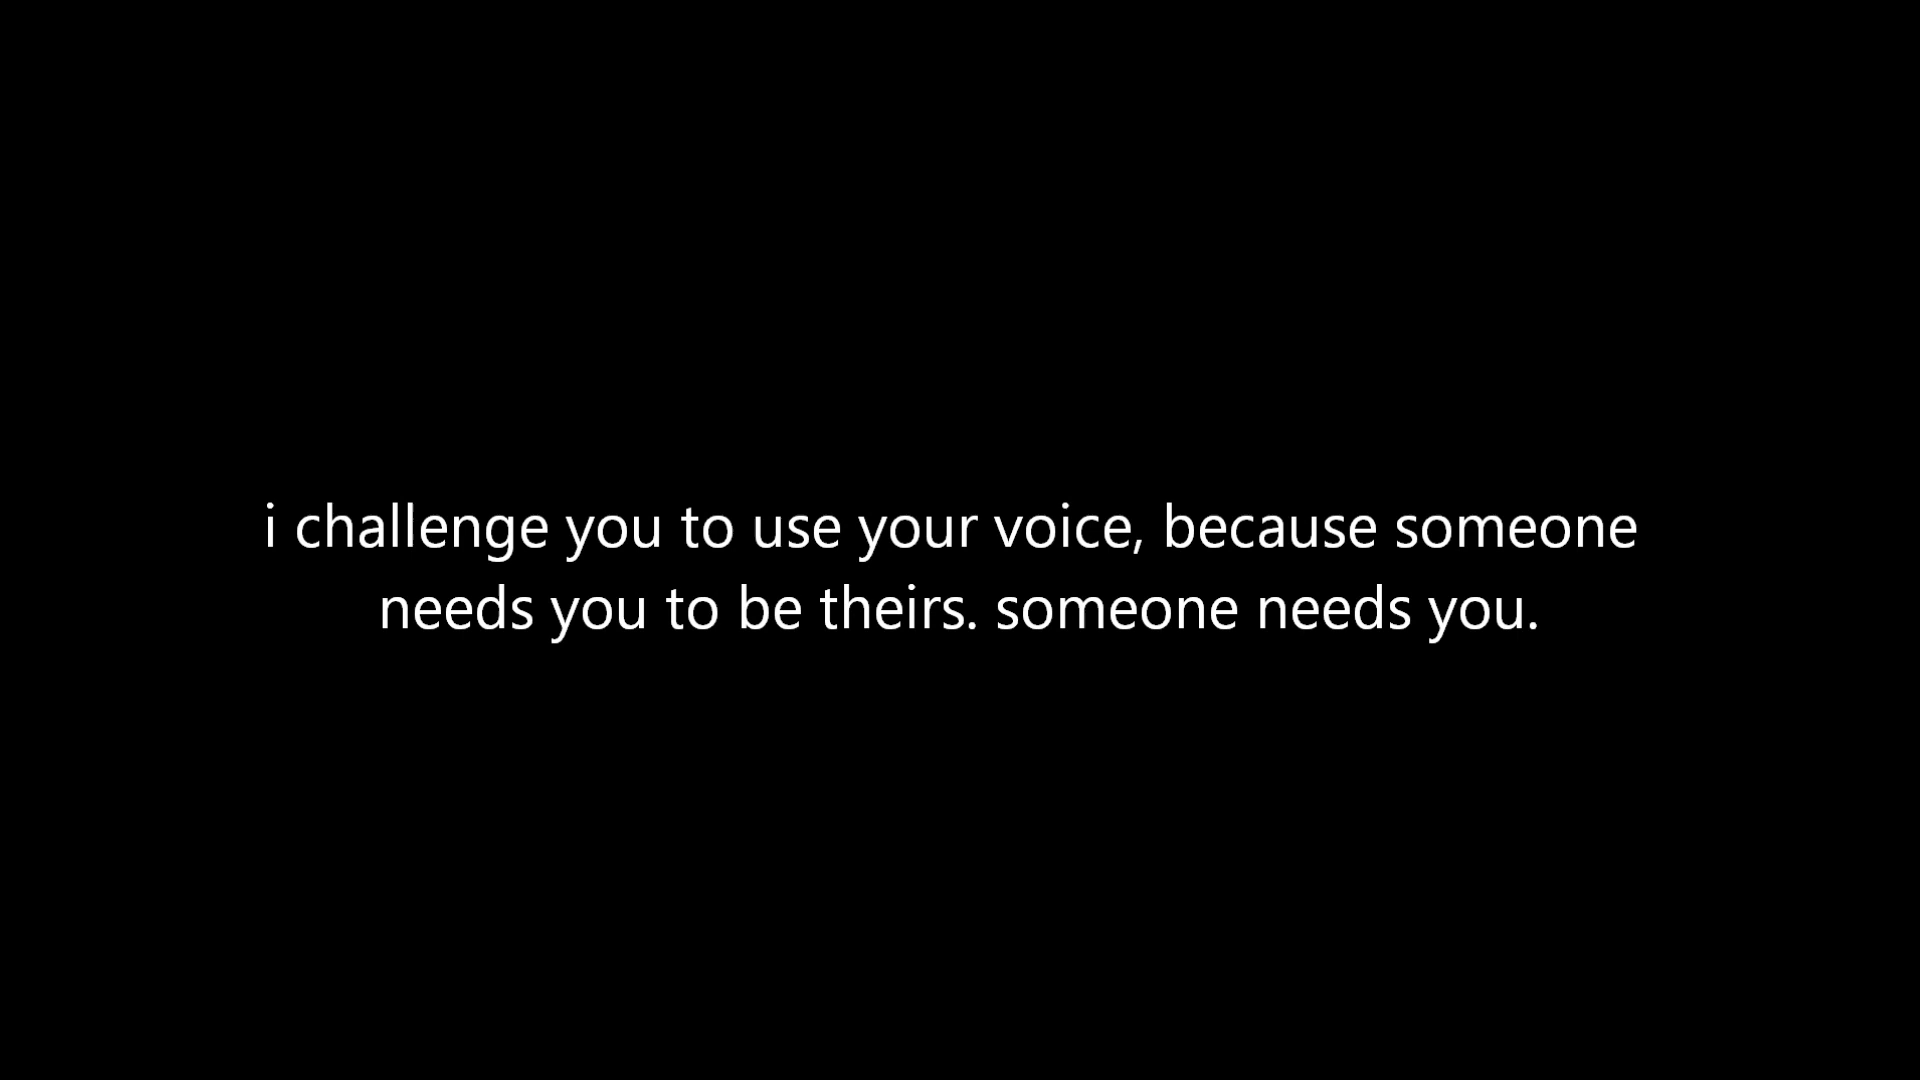 i challenge you to use your voice, because someone
needs you to be theirs. someone needs you.